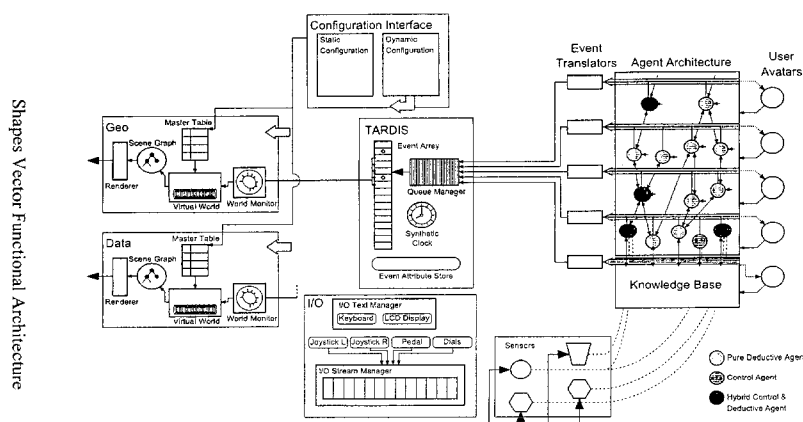 Shapes Vector Functional Architecture
Configuration Interface
Static
Configuration
Dynamic
Configuration
Geo
Master Table
Scene Graph
Renderer
Virtual World
World Monitor
Data
Master Table
Scene Graph
Renderer
Virtual World
World Monitor
TARDIS
Event Array
Queue Manager
Synthetic
Clock
Event Attribute Store
I/O
I/O Text Manager
Keyboard
LCD Display
Joystick L
Joystick R
Pedal
Dials
I/O Stream Manager
Event
Translators
Agent Architecture
User
Avatars
Knowledge Base
Sensors
Pure Deductive Agen
Control Agent
Hybrid Control &
Deductive Agent